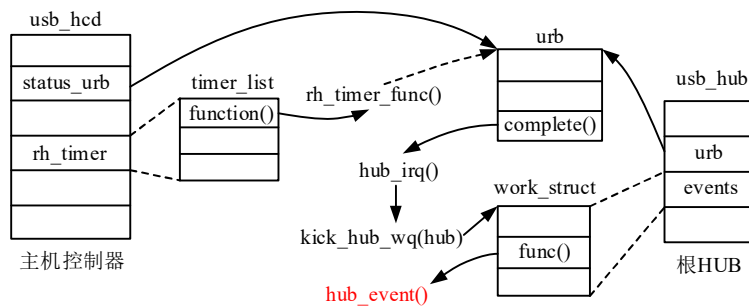 usb_hcd
status_urb
rh_timer
主机控制器
timer_list
function()
rh_timer_func()
urb
complete()
hub_irq()
kick_hub_wq(hub)
work_struct
func()
hub_event()
usb_hub
urb
events
根HUB